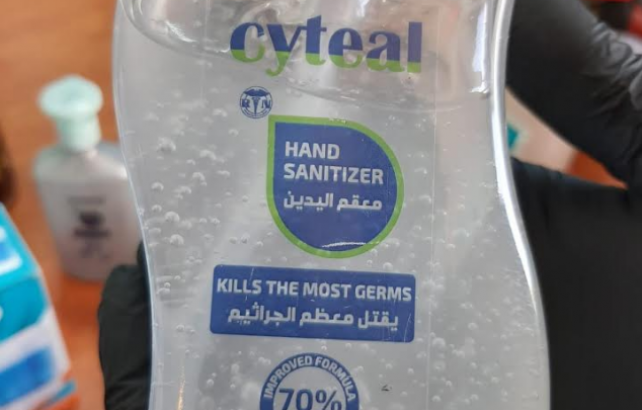 cyteal
HAND
SANITIZER
معقم اليدين
KILLS THE MOST GERMS
يقتل معظم الجراثيم
IMPROVED FORMULA
70%